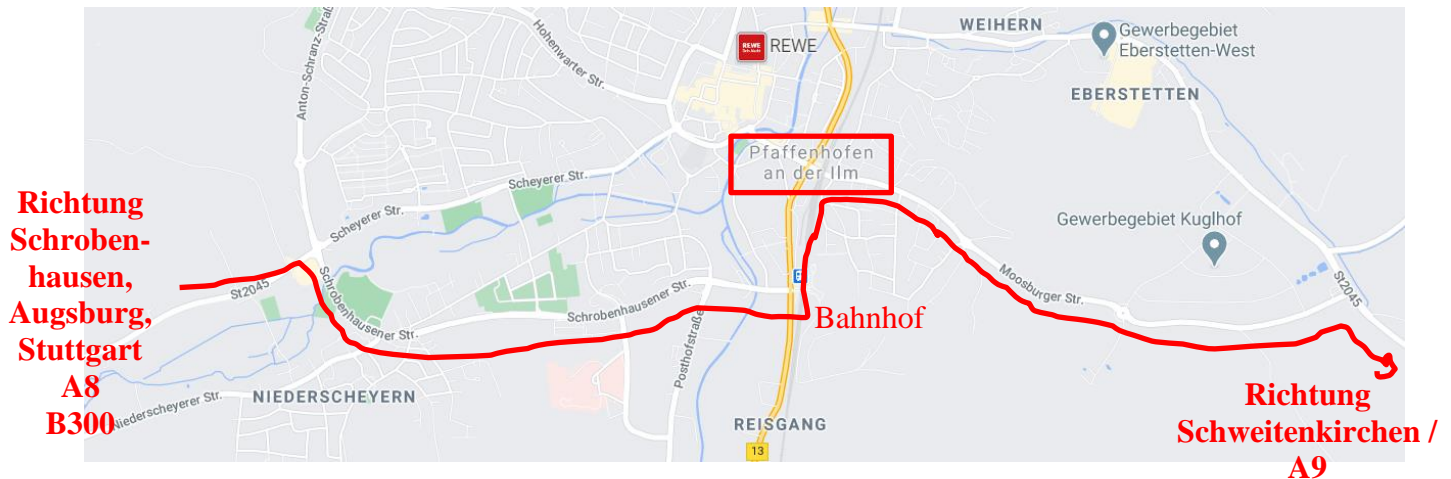 WEIHERN
Gewerbegebiet
Eberstetten-West
REWE
REWE
EBERSTETTEN
Anton-Schranz-Straß
Hohenwarter Str.
Pfaffenhofen
an der Ilm
Scheyerer Str.
Scheyerer Str.
Richtung
Schroben-
hausen,
Augsburg,
Stuttgart
A8
B300
Gewerbegebiet Kuglhof
St2045
Schrobenhausener Str.
Schrobenhausener Str.
Moosburger Str.
St2045
Bahnhof
Posthofstraße
NIEDERSCHEYERN
Niederscheyerer Str.
REISGANG
13
Richtung
Schweitenkirchen /
A9